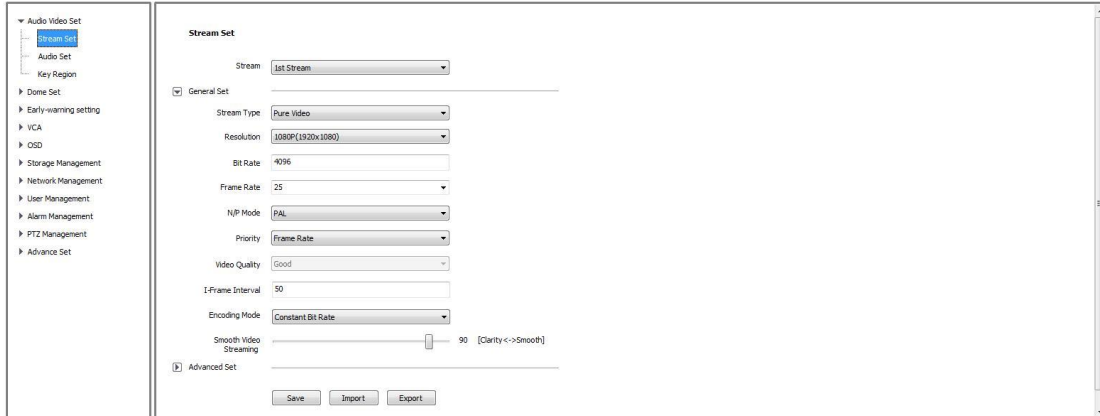 Audio Video Set
Stream Set
Audio Set
Key Region
Dome Set
Early-warning setting
VCA
OSD
Storage Management
Network Management
User Management
Alarm Management
PTZ Management
Advance Set
Stream Set
Stream 1st Stream
General Set
Stream Type Pure Video
Resolution 1080P(1920x1080)
Bit Rate 4096
Frame Rate 25
N/P Mode PAL
Priority Frame Rate
Video Quality Good
I-Frame Interval 50
Encoding Mode Constant Bit Rate
Smooth Video
Streaming
90 [Clarity<->Smooth]
Advanced Set
Save Import Export